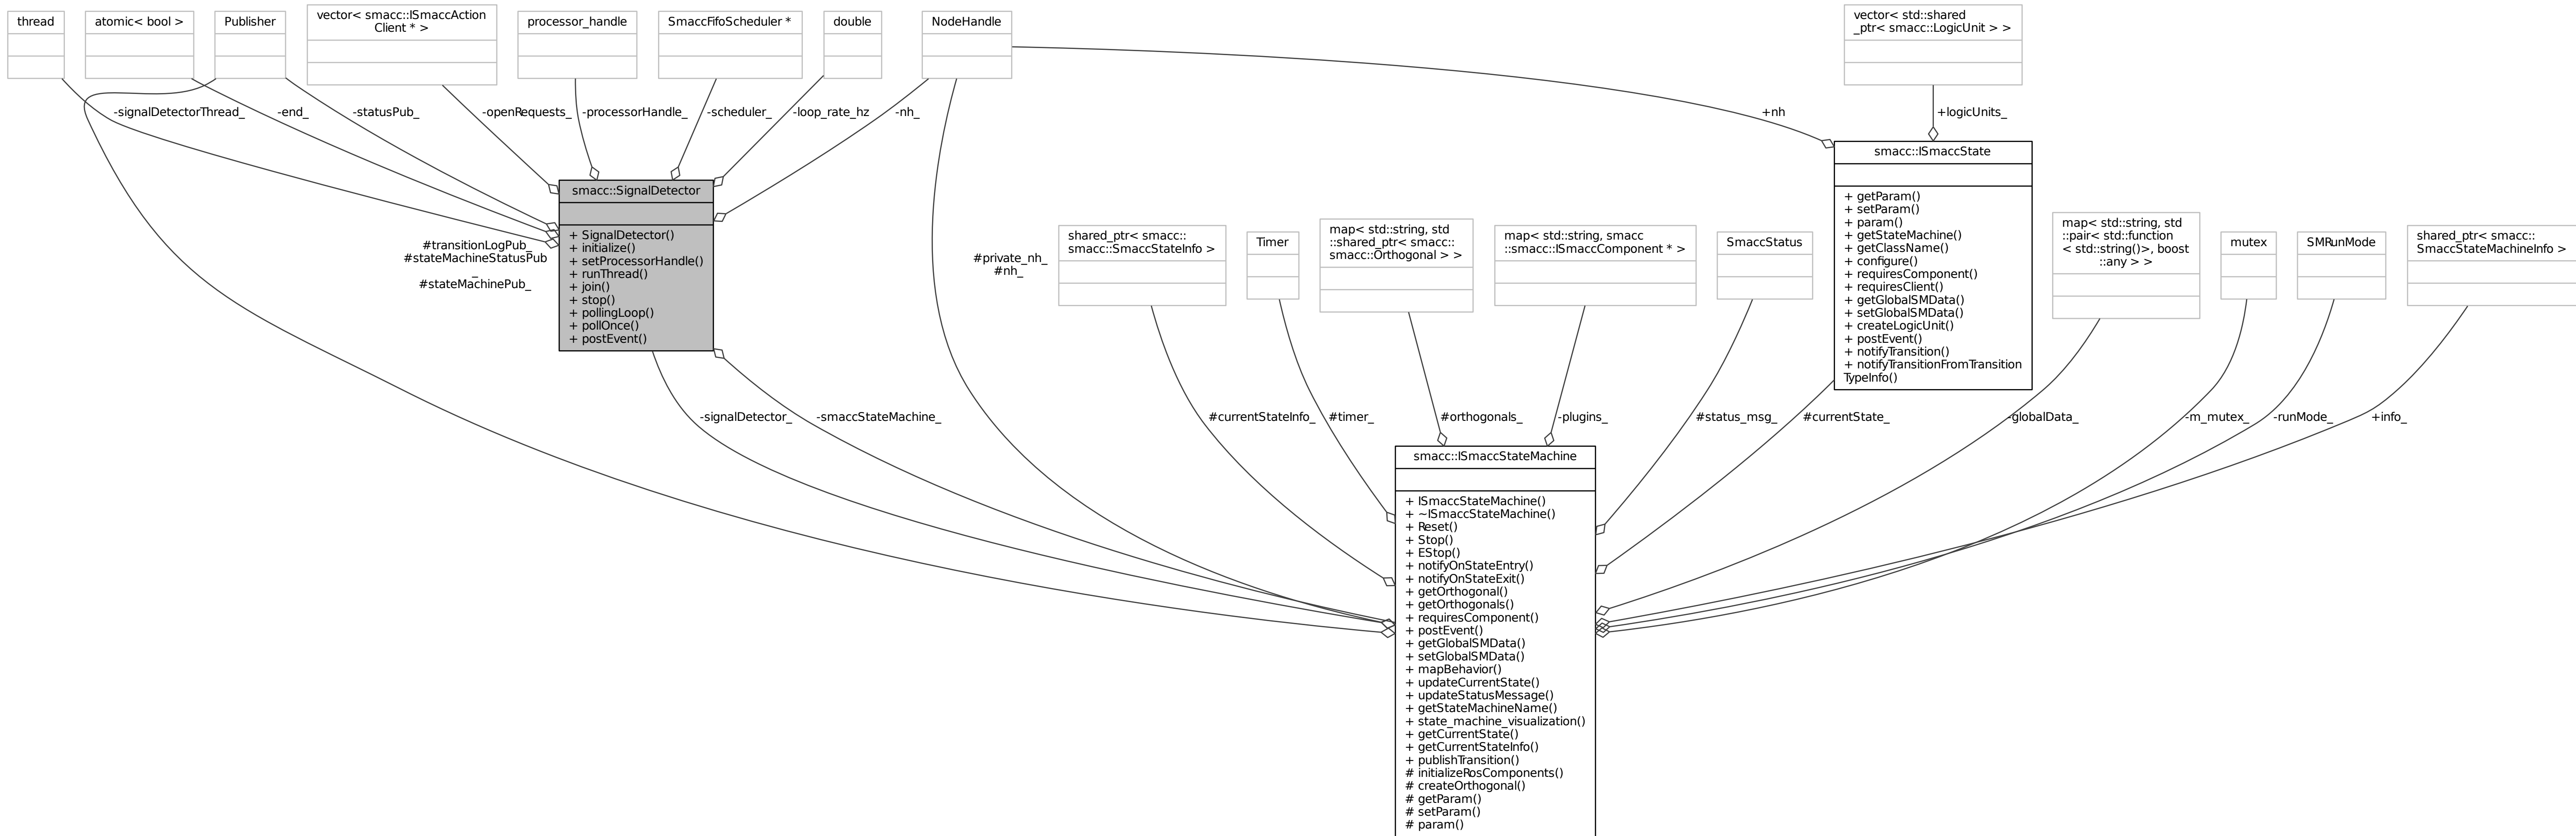 thread
atomic< bool >
Publisher
vector< smacc::ISmaccAction
Client * >
processor_handle
SmaccFifoScheduler *
double
NodeHandle
vector< std::shared
_ptr< smacc::LogicUnit > >
-signalDetectorThread_
-end_
-statusPub_
-openRequests_
-processorHandle_
-scheduler_
-loop_rate_hz
-nh_
+nh
+logicUnits_
smacc::SignalDetector
+ SignalDetector()
+ initialize()
+ setProcessorHandle()
+ runThread()
+ join()
+ stop()
+ pollingLoop()
+ pollOnce()
+ postEvent()
smacc::ISmaccState
+ getParam()
+ setParam()
+ param()
+ getStateMachine()
+ getClassName()
+ configure()
+ requiresComponent()
+ requiresClient()
+ getGlobalSMData()
+ setGlobalSMData()
+ createLogicUnit()
+ postEvent()
+ notifyTransition()
+ notifyTransitionFromTransition
TypeInfo()
#transitionLogPub_
#stateMachineStatusPub
_
#stateMachinePub_
#private_nh_
#nh_
shared_ptr< smacc::
smacc::SmaccStateInfo >
Timer
map< std::string, std
::shared_ptr< smacc::
smacc::Orthogonal > >
map< std::string, smacc
::smacc::ISmaccComponent * >
SmaccStatus
map< std::string, std
::pair< std::function
< std::string()>, boost
::any > >
mutex
SMRunMode
shared_ptr< smacc::
SmaccStateMachineInfo >
-signalDetector_
-smaccStateMachine_
#currentStateInfo_
#timer_
#orthogonals_
-plugins_
#status_msg_
#currentState_
-globalData_
-m_mutex_
-runMode_
+info_
smacc::ISmaccStateMachine
+ ISmaccStateMachine()
+ ~ISmaccStateMachine()
+ Reset()
+ Stop()
+ EStop()
+ notifyOnStateEntry()
+ notifyOnStateExit()
+ getOrthogonal()
+ getOrthogonals()
+ requiresComponent()
+ postEvent()
+ getGlobalSMData()
+ setGlobalSMData()
+ mapBehavior()
+ updateCurrentState()
+ updateStatusMessage()
+ getStateMachineName()
+ state_machine_visualization()
+ getCurrentState()
+ getCurrentStateInfo()
+ publishTransition()
# initializeRosComponents()
# createOrthogonal()
# getParam()
# setParam()
# param()